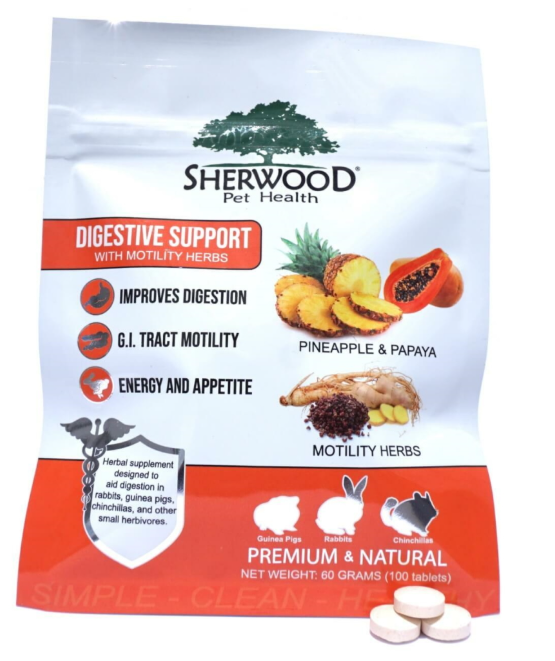 SHERWOOD®
Pet Health
DIGESTIVE SUPPORT
WITH MOTILITY HERBS
IMPROVES DIGESTION
G.I. TRACT MOTILITY
ENERGY AND APPETITE
PINEAPPLE & PAPAYA
MOTILITY HERBS
Herbal supplement
designed to
aid digestion in
rabbits, guinea pigs,
chinchillas, and other
small herbivores.
Guinea Pigs
Rabbits
Chinchillas
PREMIUM & NATURAL
NET WEIGHT: 60 GRAMS (100 tablets)
SIMPLE - CLEAN -